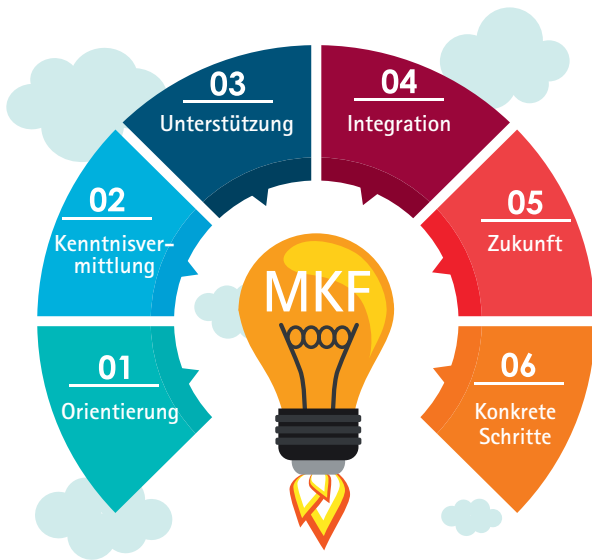 01
Orientierung
02
Kenntnisver-
mittlung
03
Unterstützung
04
Integration
05
Zukunft
06
Konkrete
Schritte
MKF